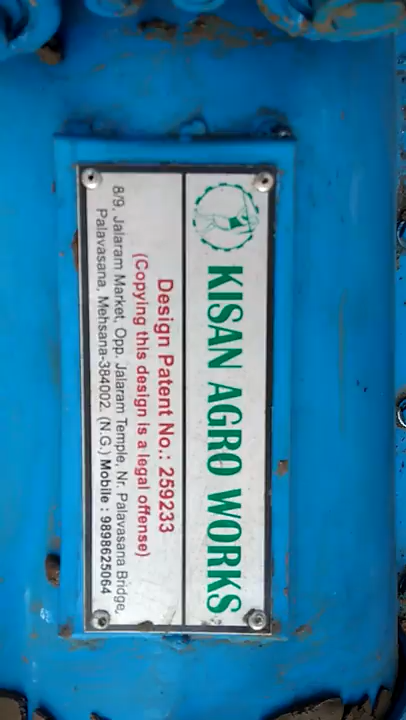 KISAN AGRO WORKS
Design Patent No.: 259233
(Copying this design is a legal offense)
8/9, Jalaram Market, Opp. Jalaram Temple, Nr. Palavasana Bridge,
Palavasana, Mehsana-384002. (N.G.) Mobile : 9898625064